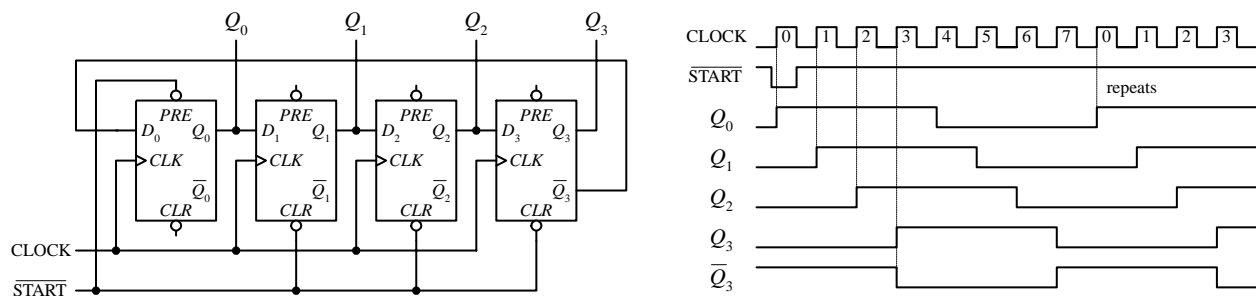 Q₀ Q₁ Q₂ Q₃
PRE PRE PRE PRE
D₀ Q₀ D₁ Q₁ D₂ Q₂ D₃ Q₃
CLK CLK CLK CLK
Q̅₀ Q̅₁ Q̅₂ Q̅₃
CLR CLR CLR CLR
CLOCK
S̅T̅A̅R̅T̅
CLOCK 0 1 2 3 4 5 6 7 0 1 2 3
S̅T̅A̅R̅T̅
repeats
Q₀
Q₁
Q₂
Q₃
Q̅₃